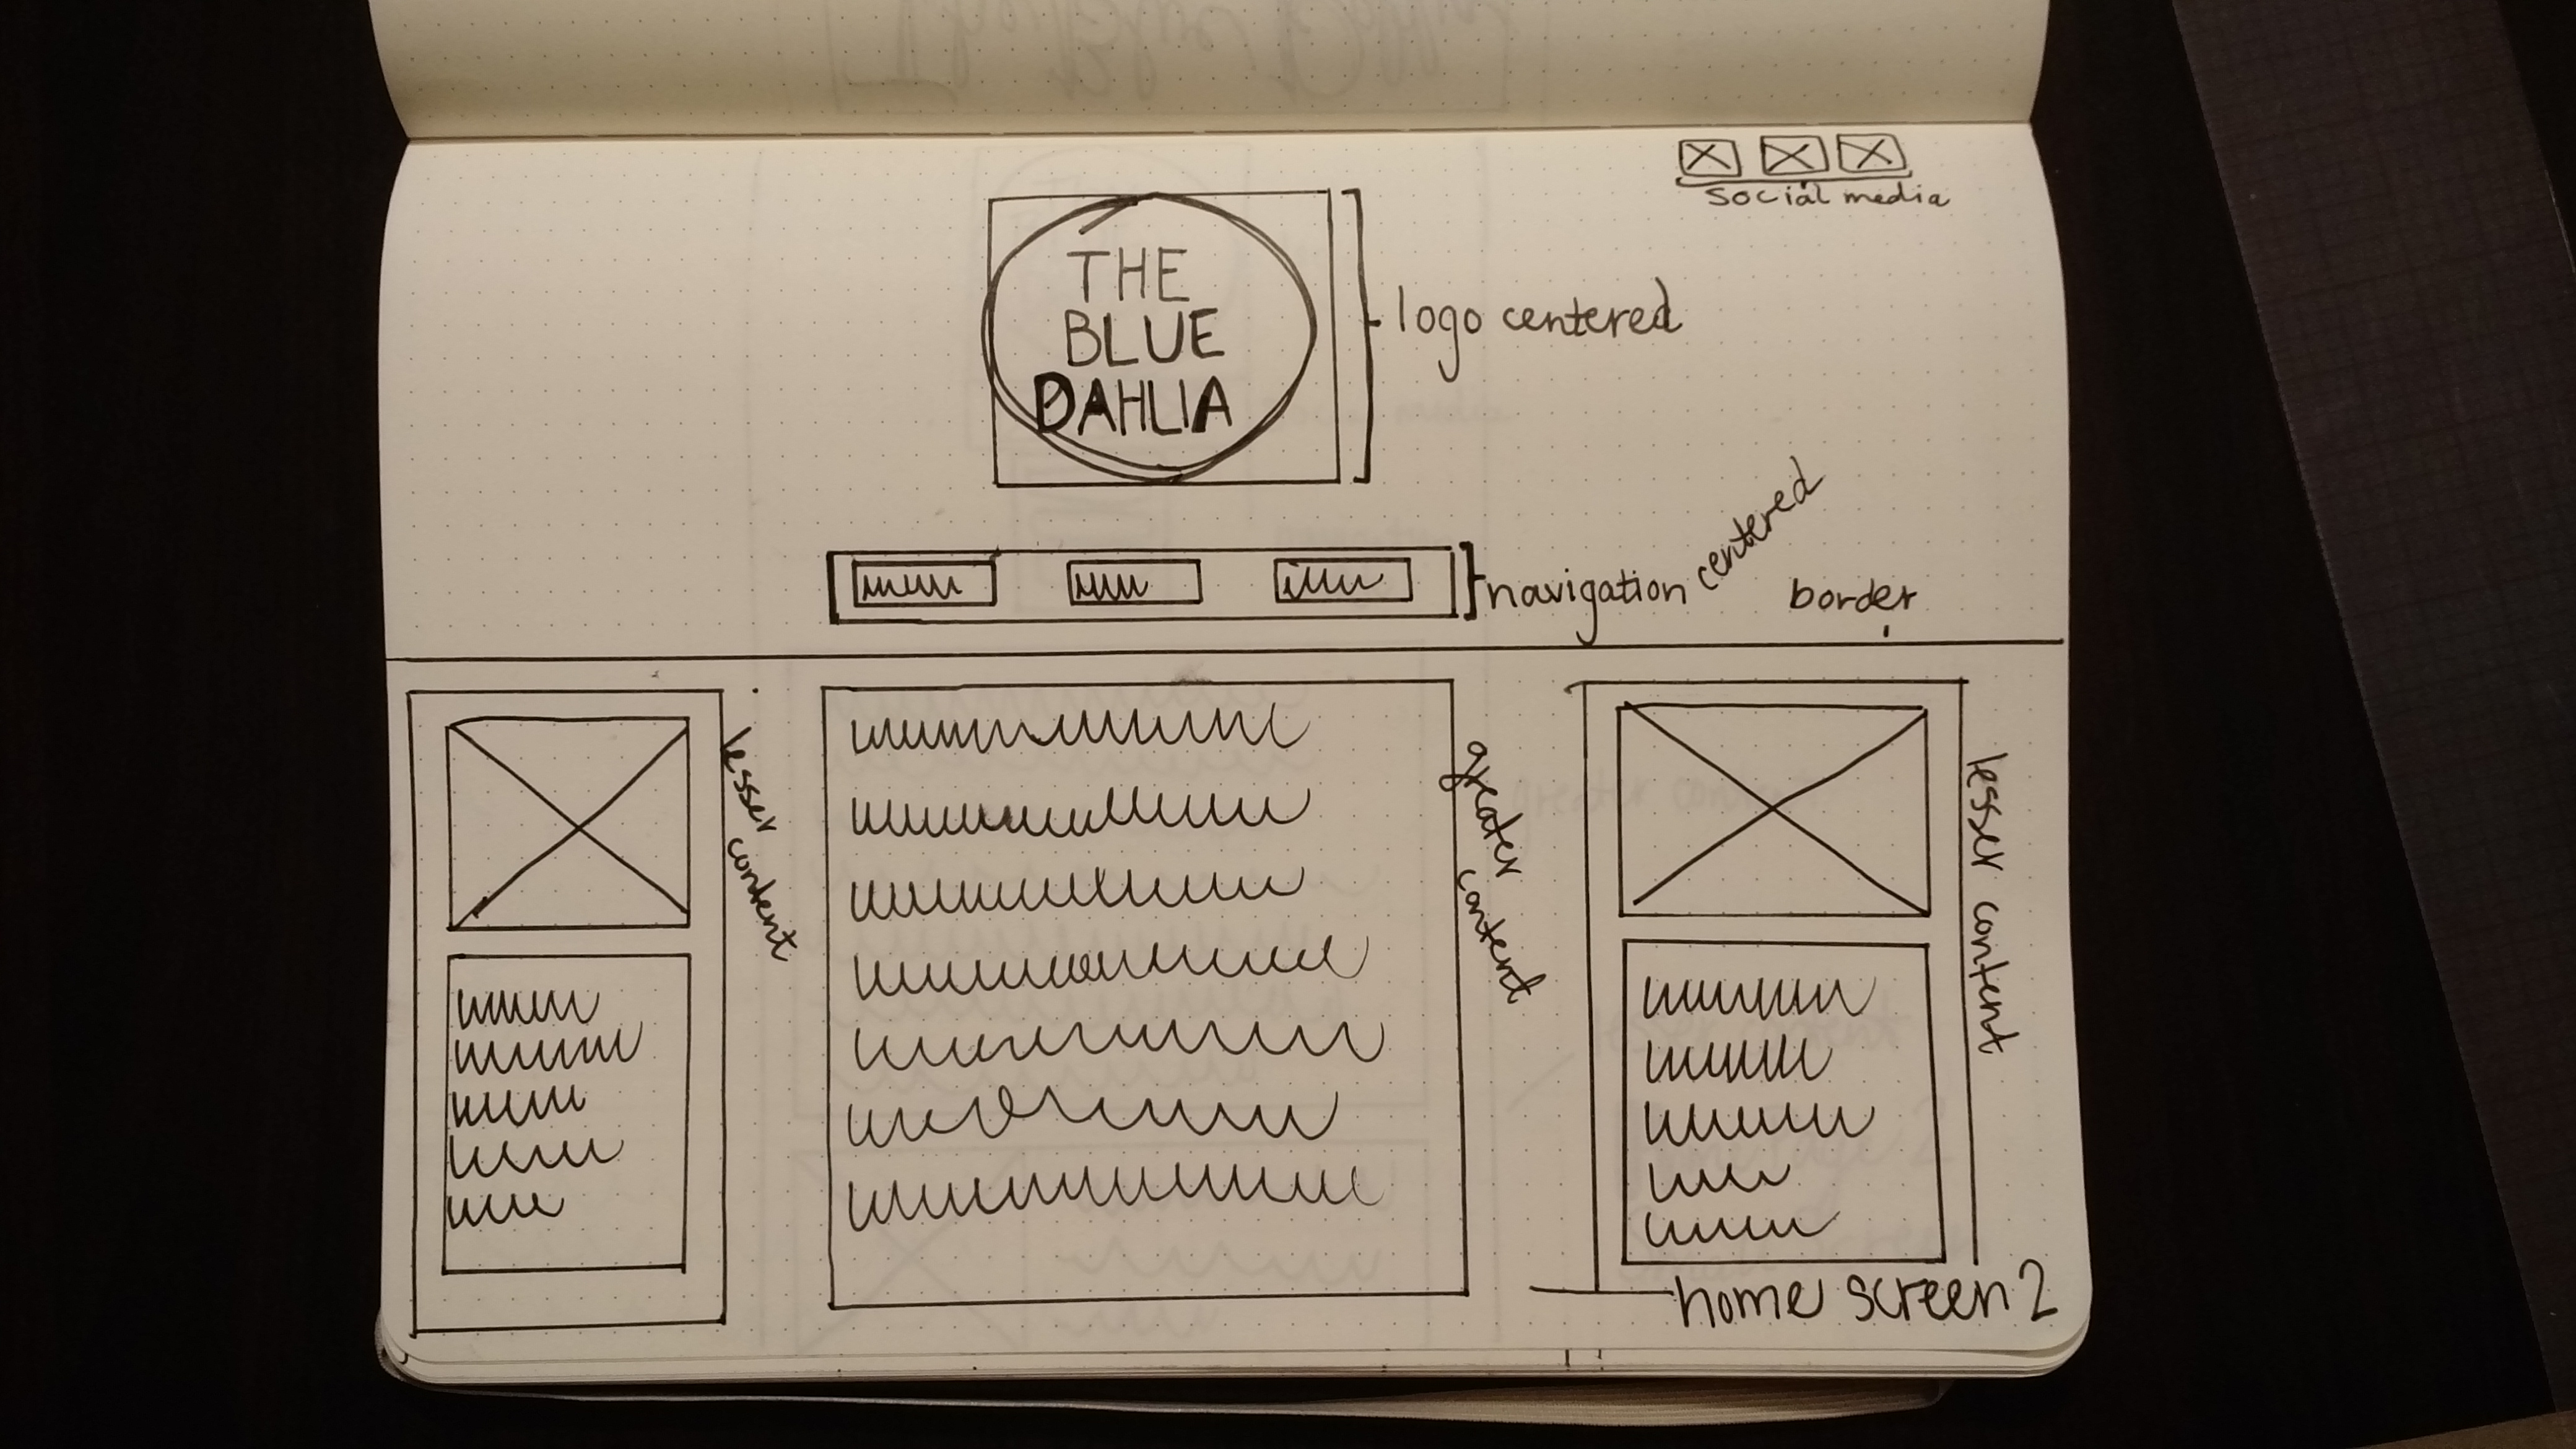 social media
THE
BLUE
DAHLIA
logo centered
navigation centered
border
lesser content
greater content
lesser content
home screen 2